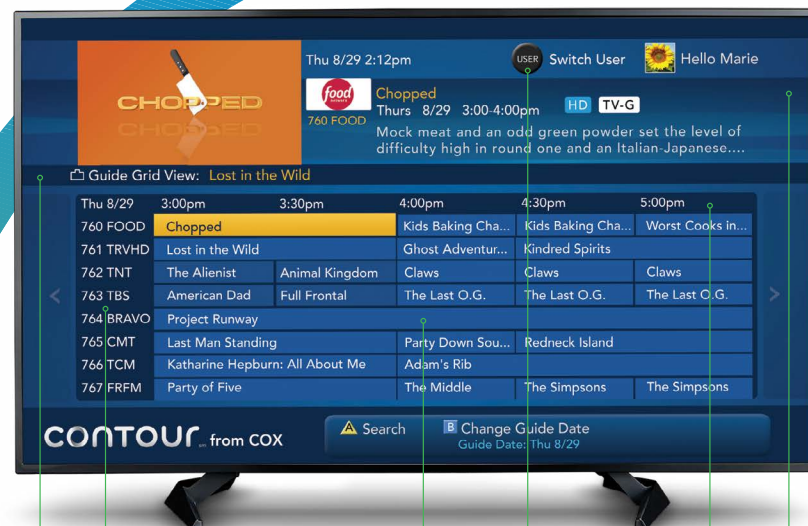 Thu 8/29 2:12pm
USER Switch User
Hello Marie
CHOPPED
food
NETWORK
760 FOOD
Chopped
Thurs 8/29 3:00-4:00pm HD TV-G
Mock meat and an odd green powder set the level of
difficulty high in round one and an Italian-Japanese....
Guide Grid View: Lost in the Wild
Thu 8/29 3:00pm 3:30pm 4:00pm 4:30pm 5:00pm
760 FOOD Chopped Kids Baking Cha... Kids Baking Cha... Worst Cooks in...
761 TRVHD Lost in the Wild Ghost Adventur... Kindred Spirits
762 TNT The Alienist Animal Kingdom Claws Claws Claws
763 TBS American Dad Full Frontal The Last O.G. The Last O.G. The Last O.G.
764 BRAVO Project Runway
765 CMT Last Man Standing Party Down Sou... Redneck Island
766 TCM Katharine Hepburn: All About Me Adam's Rib
767 FRFM Party of Five The Middle The Simpsons The Simpsons
contour from COX
A Search
B Change Guide Date
Guide Date: Thu 8/29